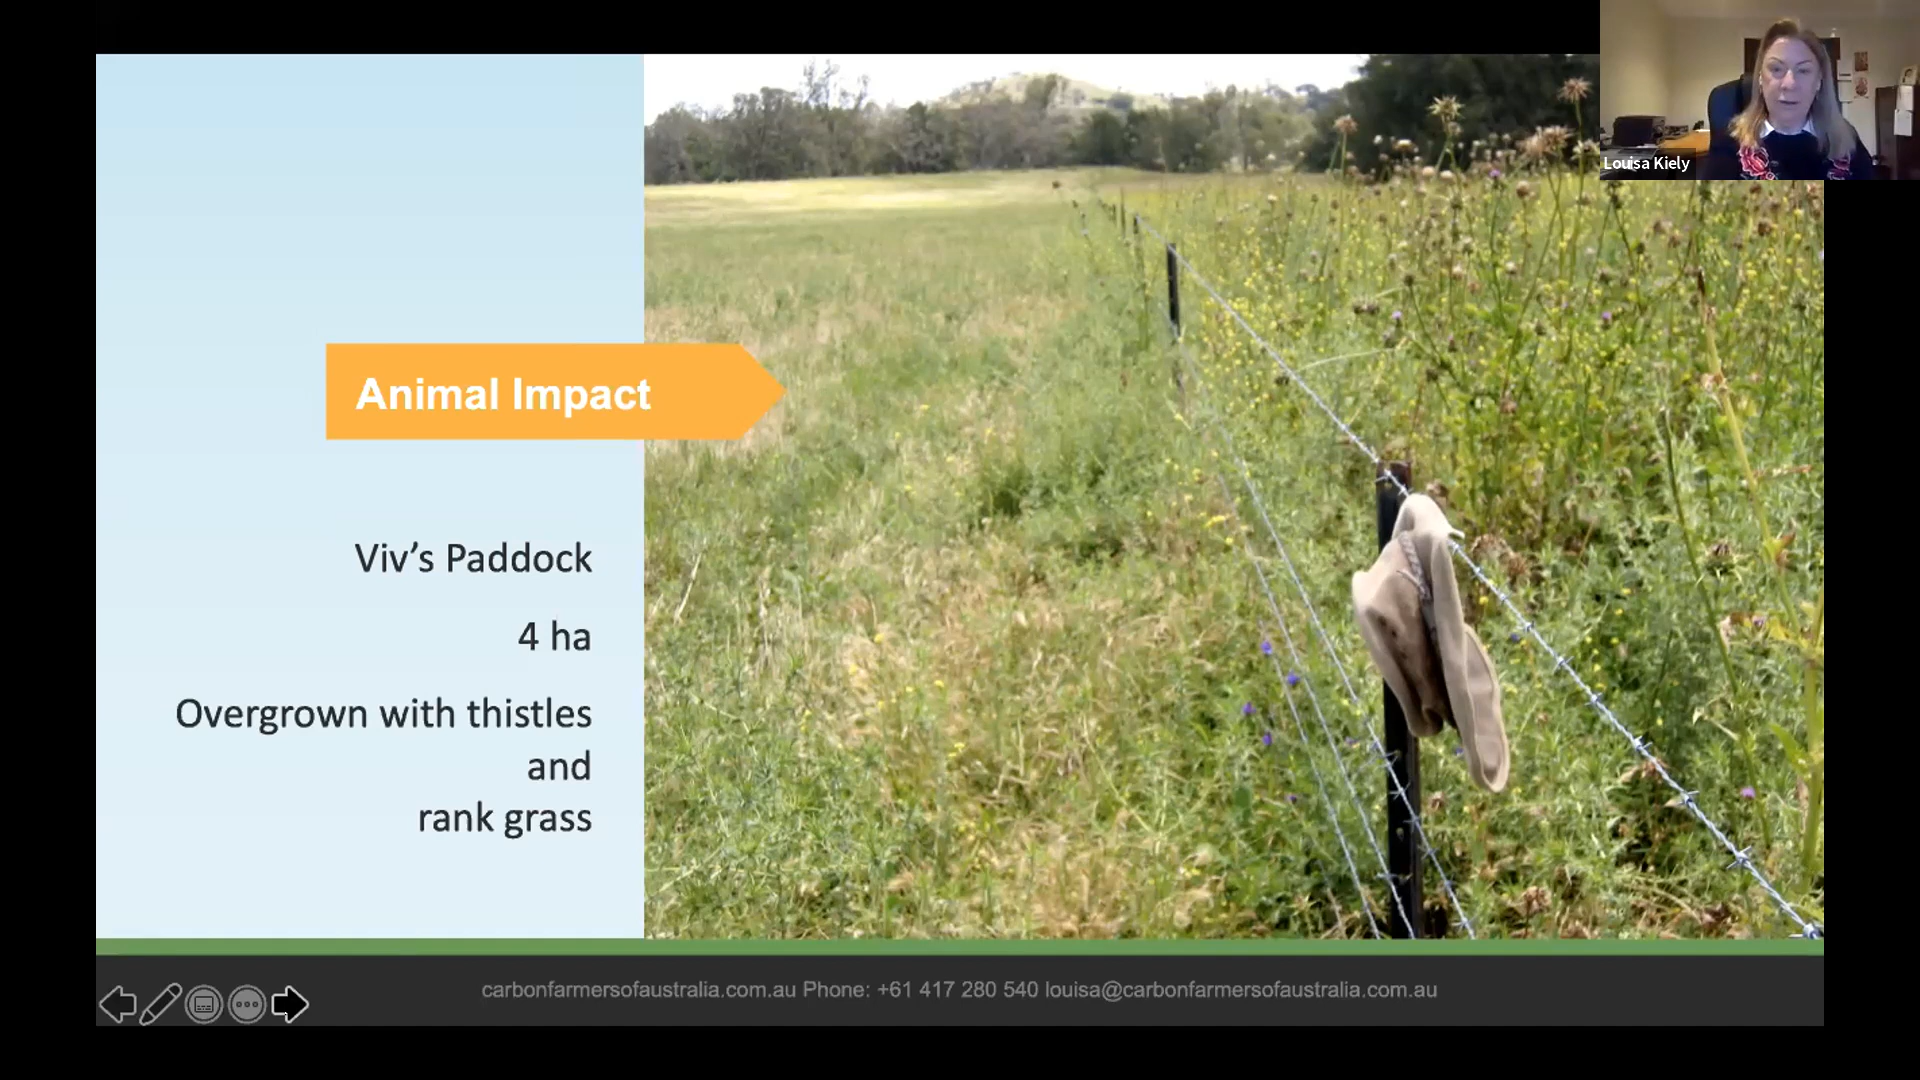 Louisa Kiely
Animal Impact
Viv’s Paddock
4 ha
Overgrown with thistles
and
rank grass
carbonfarmersofaustralia.com.au Phone: +61 417 280 540 louisa@carbonfarmersofaustralia.com.au